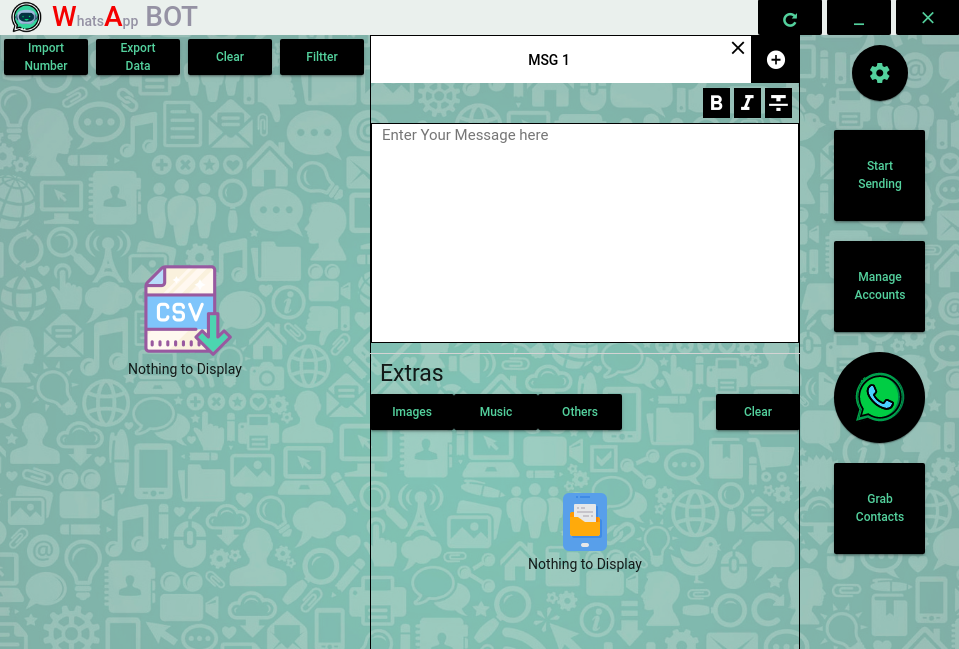 WhatsApp BOT
Import
Number
Export
Data
Clear
Filtter
MSG 1
B I
Enter Your Message here
CSV
Nothing to Display
Extras
Images
Music
Others
Clear
Nothing to Display
Start
Sending
Manage
Accounts
Grab
Contacts